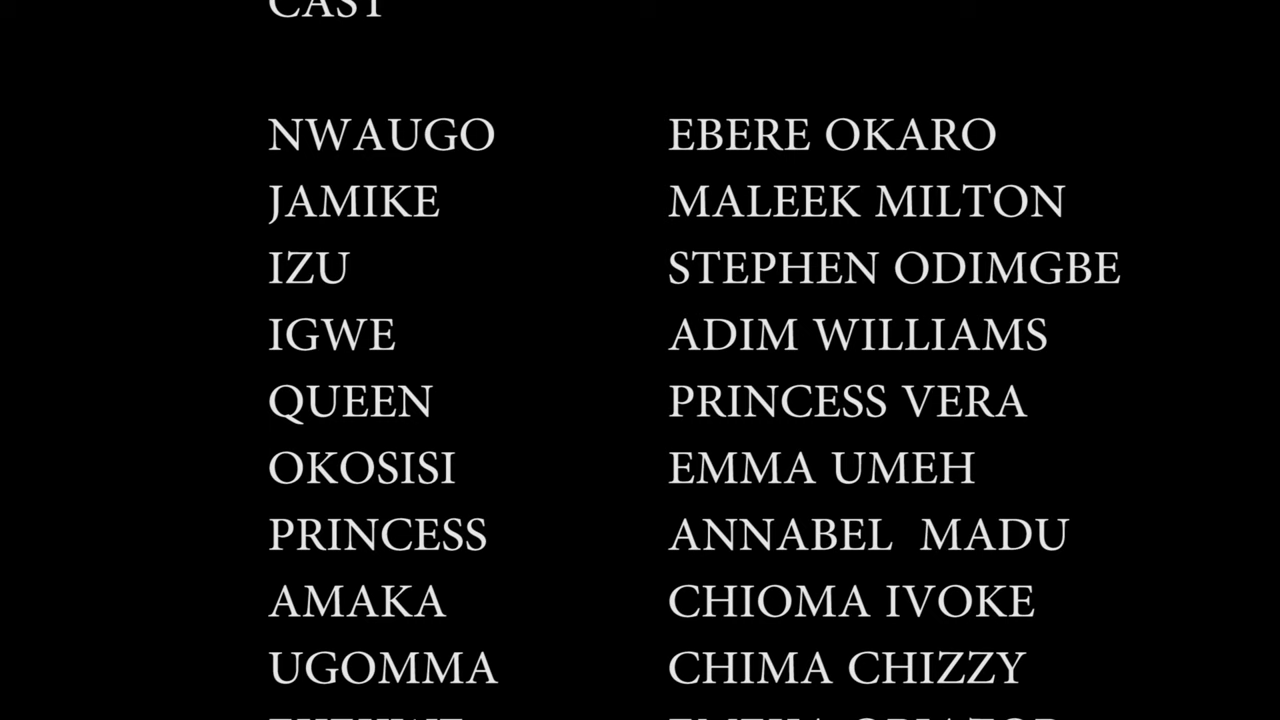 CAST
NWAUGO EBERE OKARO
JAMIKE MALEEK MILTON
IZU STEPHEN ODIMGBE
IGWE ADIM WILLIAMS
QUEEN PRINCESS VERA
OKOSISI EMMA UMEH
PRINCESS ANNABEL MADU
AMAKA CHIOMA IVOKE
UGOMMA CHIMA CHIZZY